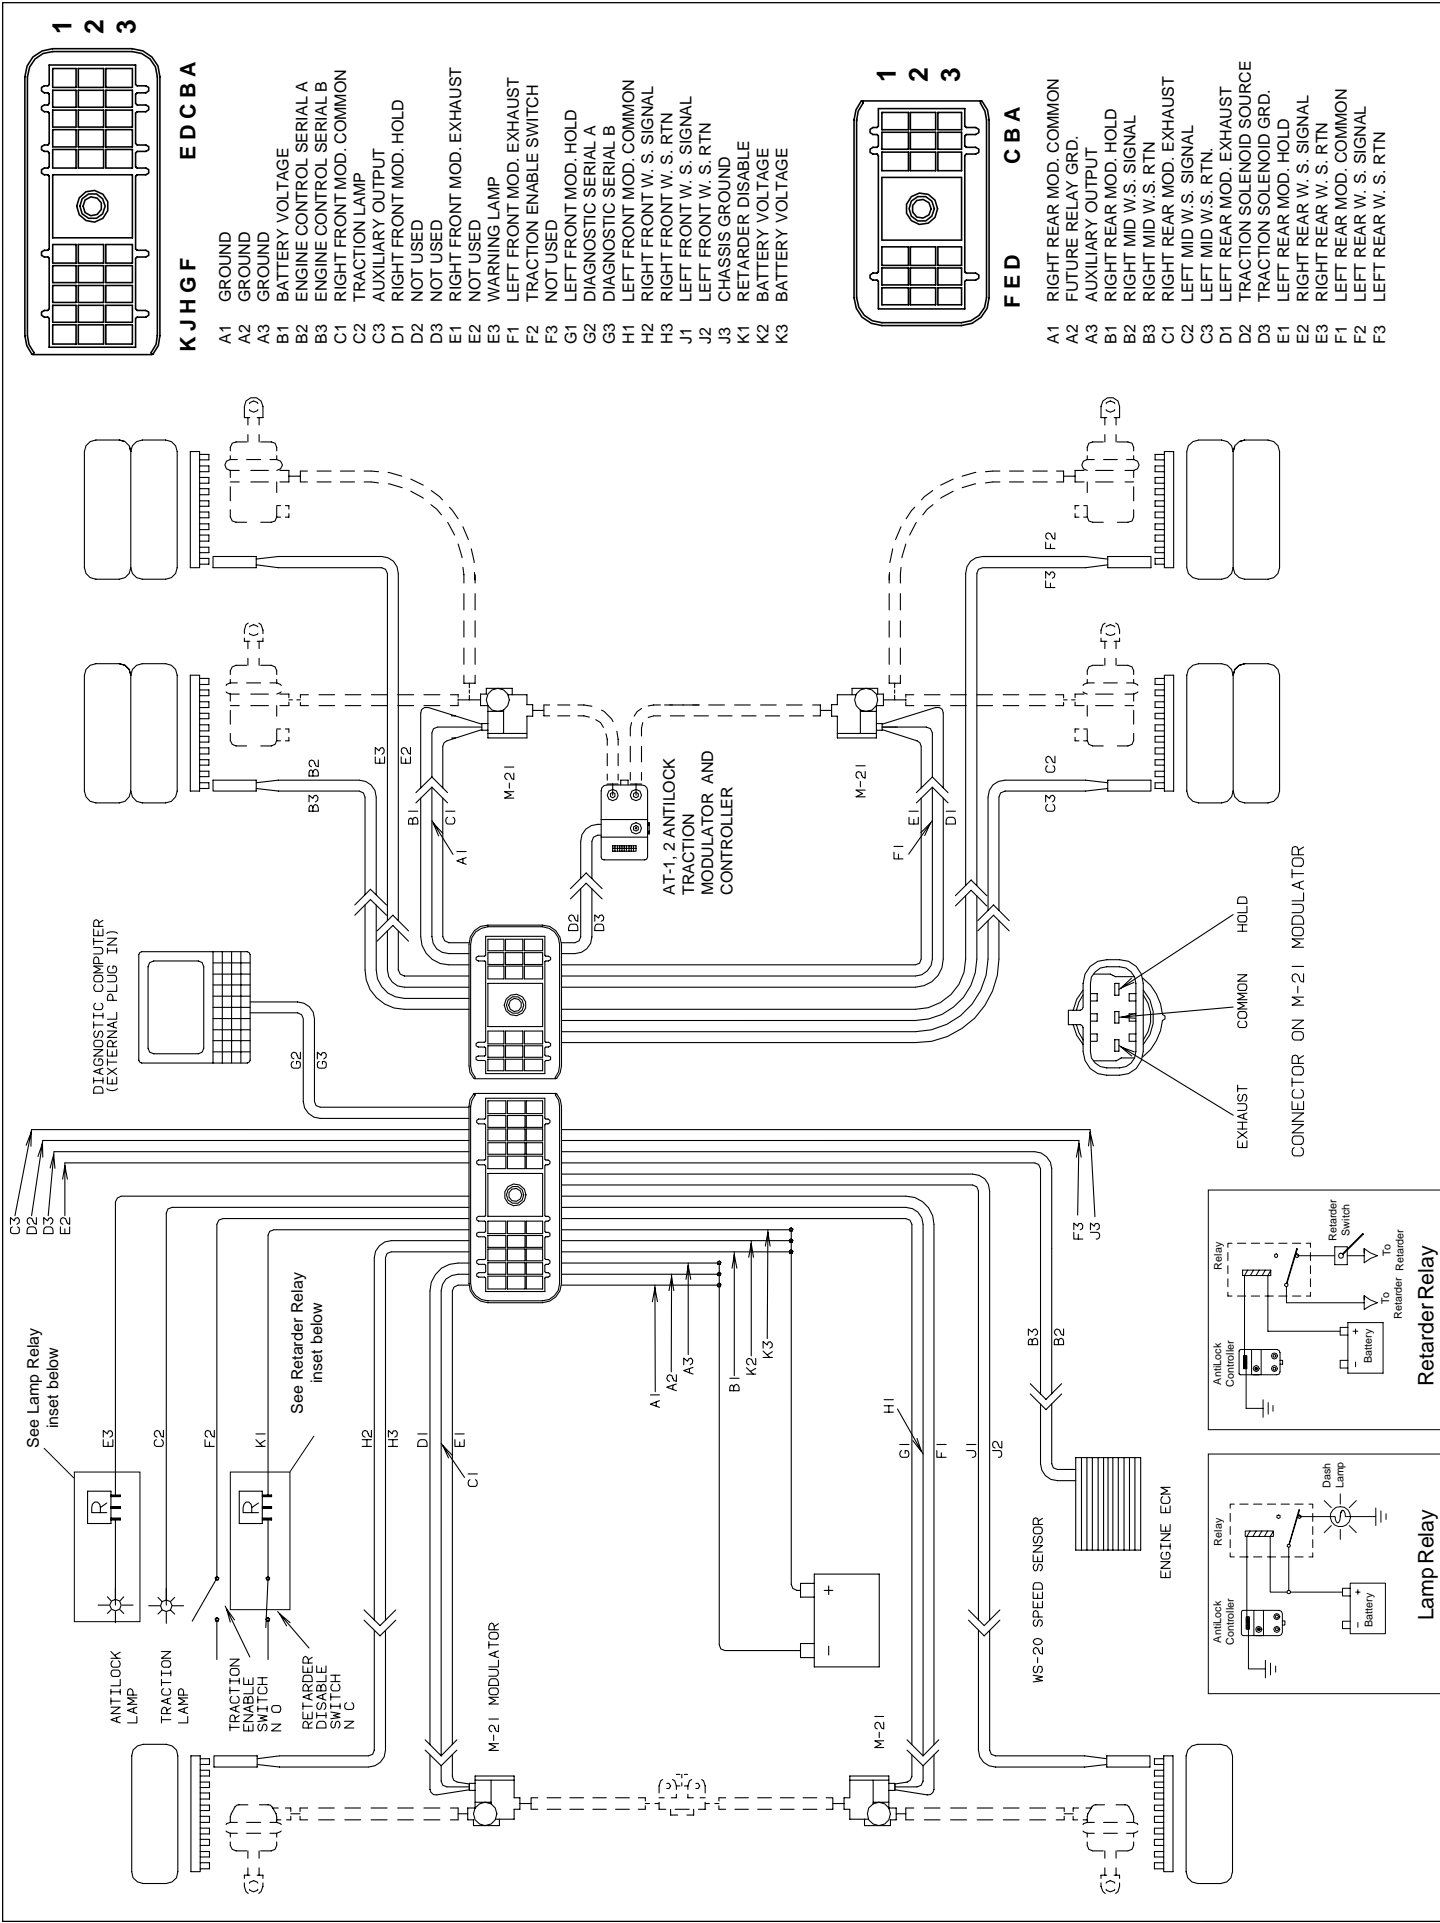 1
2
3
KJHGF EDCBA
A1 GROUND
A2 GROUND
A3 GROUND
B1 BATTERY VOLTAGE
B2 ENGINE CONTROL SERIAL A
B3 ENGINE CONTROL SERIAL B
C1 RIGHT FRONT MOD. COMMON
C2 TRACTION LAMP
C3 AUXILIARY OUTPUT
D1 RIGHT FRONT MOD. HOLD
D2 NOT USED
D3 NOT USED
E1 RIGHT FRONT MOD. EXHAUST
E2 NOT USED
E3 WARNING LAMP
F1 LEFT FRONT MOD. EXHAUST
F2 TRACTION ENABLE SWITCH
F3 NOT USED
G1 LEFT FRONT MOD. HOLD
G2 DIAGNOSTIC SERIAL A
G3 DIAGNOSTIC SERIAL B
H1 LEFT FRONT MOD. COMMON
H2 RIGHT FRONT W. S. SIGNAL
H3 RIGHT FRONT W. S. RTN
J1 LEFT FRONT W. S. SIGNAL
J2 LEFT FRONT W. S. RTN
J3 CHASSIS GROUND
K1 RETARDER DISABLE
K2 BATTERY VOLTAGE
K3 BATTERY VOLTAGE
1
2
3
FED CBA
A1 RIGHT REAR MOD. COMMON
A2 FUTURE RELAY GRD.
A3 AUXILIARY OUTPUT
B1 RIGHT REAR MOD. HOLD
B2 RIGHT MID W.S. SIGNAL
B3 RIGHT MID W.S. RTN
C1 RIGHT REAR MOD. EXHAUST
C2 LEFT MID W.S. SIGNAL
C3 LEFT MID W.S. RTN.
D1 LEFT REAR MOD. EXHAUST
D2 TRACTION SOLENOID SOURCE
D3 TRACTION SOLENOID GRD.
E1 LEFT REAR MOD. HOLD
E2 RIGHT REAR W. S. SIGNAL
E3 RIGHT REAR W. S. RTN
F1 LEFT REAR MOD. COMMON
F2 LEFT REAR W. S. SIGNAL
F3 LEFT REAR W. S. RTN
B2
B3
E3
E2
B1
C1
A1
M-21
D2
D3
AT-1, 2 ANTILOCK
TRACTION
MODULATOR AND
CONTROLLER
M-21
F1
E1
D1
F2
F3
C2
C3
DIAGNOSTIC COMPUTER
(EXTERNAL PLUG IN)
G2
G3
HOLD
COMMON
EXHAUST
CONNECTOR ON M-21 MODULATOR
C3
D2
D3
E2
F3
J3
See Lamp Relay
inset below
See Retarder Relay
inset below
E3
C2
F2
K1
R
R
ANTILOCK
LAMP
TRACTION
LAMP
TRACTION
ENABLE
SWITCH
N O
RETARDER
DISABLE
SWITCH
N C
H2
H3
D1
E1
C1
A1
A2
A3
B1
K2
K3
H1
G1
F1
J1
J2
B3
B2
M-21 MODULATOR
M-21
-
+
WS-20 SPEED SENSOR
ENGINE ECM
AntiLock
Controller
Relay
Retarder
Switch
To
Retarder
To
Retarder
- +
Battery
Retarder Relay
AntiLock
Controller
Relay
Dash
Lamp
- +
Battery
Lamp Relay